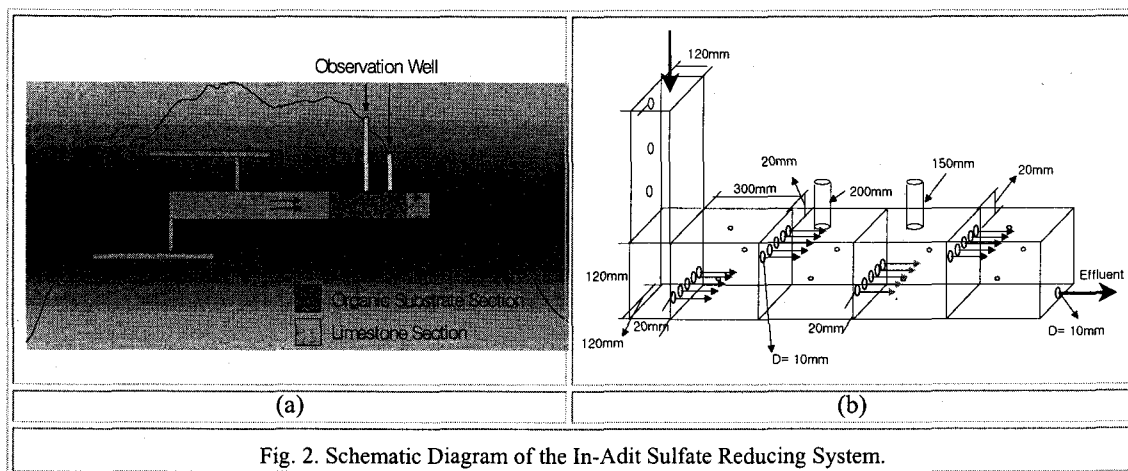 Observation Well
Organic Substrate Section
Limestone Section
(a)
120mm
20mm
150mm
20mm
300mm
200mm
120mm
20mm
120mm
D= 10mm
20mm
Effluent
D= 10mm
(b)
Fig. 2. Schematic Diagram of the In-Adit Sulfate Reducing System.